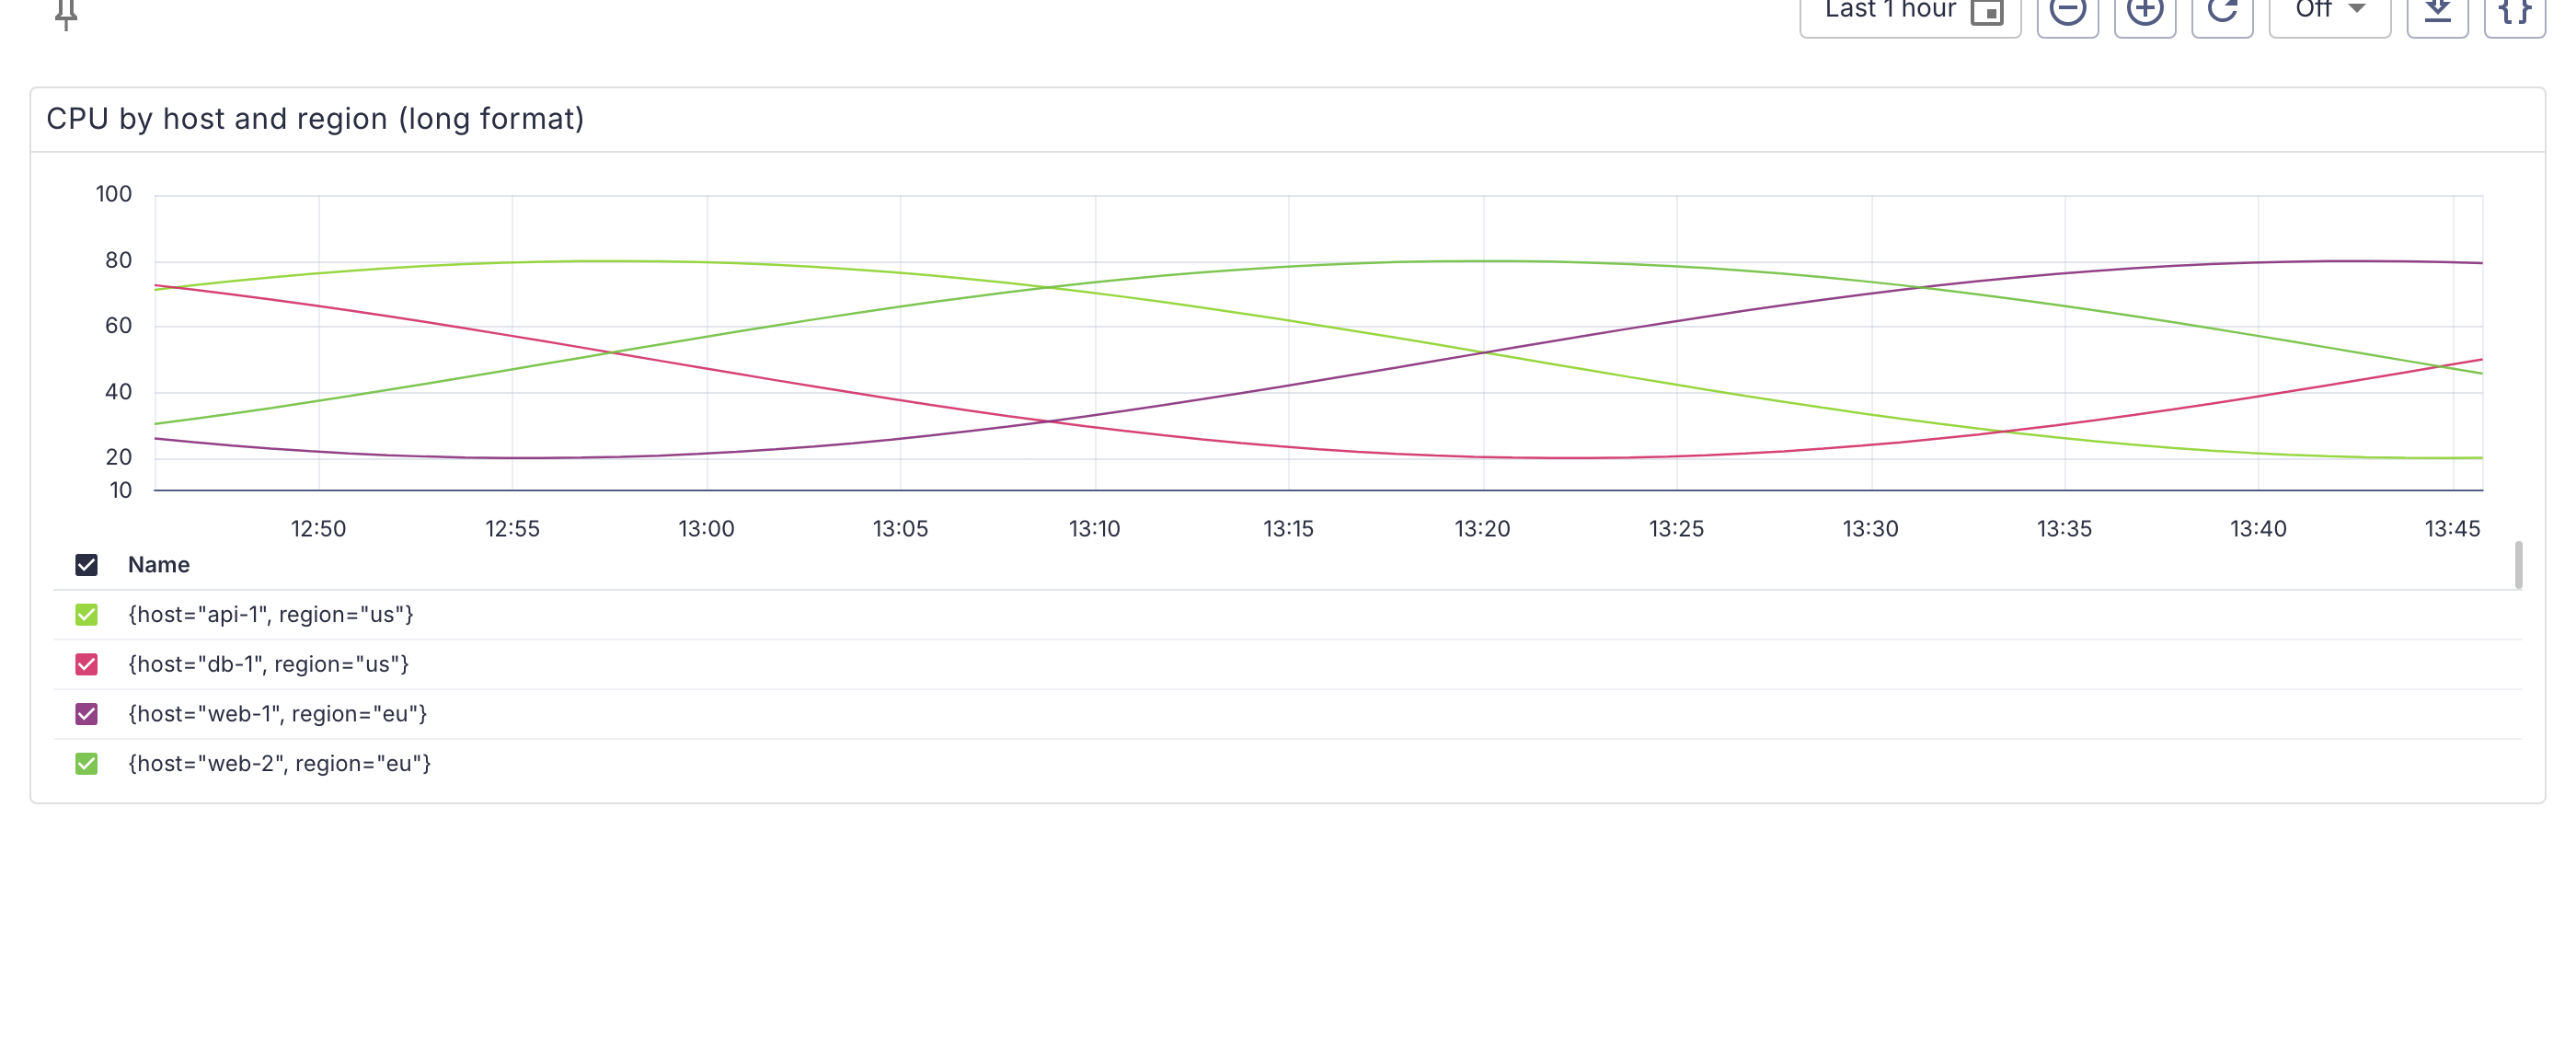 Last 1 hour Off
CPU by host and region (long format)
100
80
60
40
20
10
12:50 12:55 13:00 13:05 13:10 13:15 13:20 13:25 13:30 13:35 13:40 13:45
Name
{host="api-1", region="us"}
{host="db-1", region="us"}
{host="web-1", region="eu"}
{host="web-2", region="eu"}